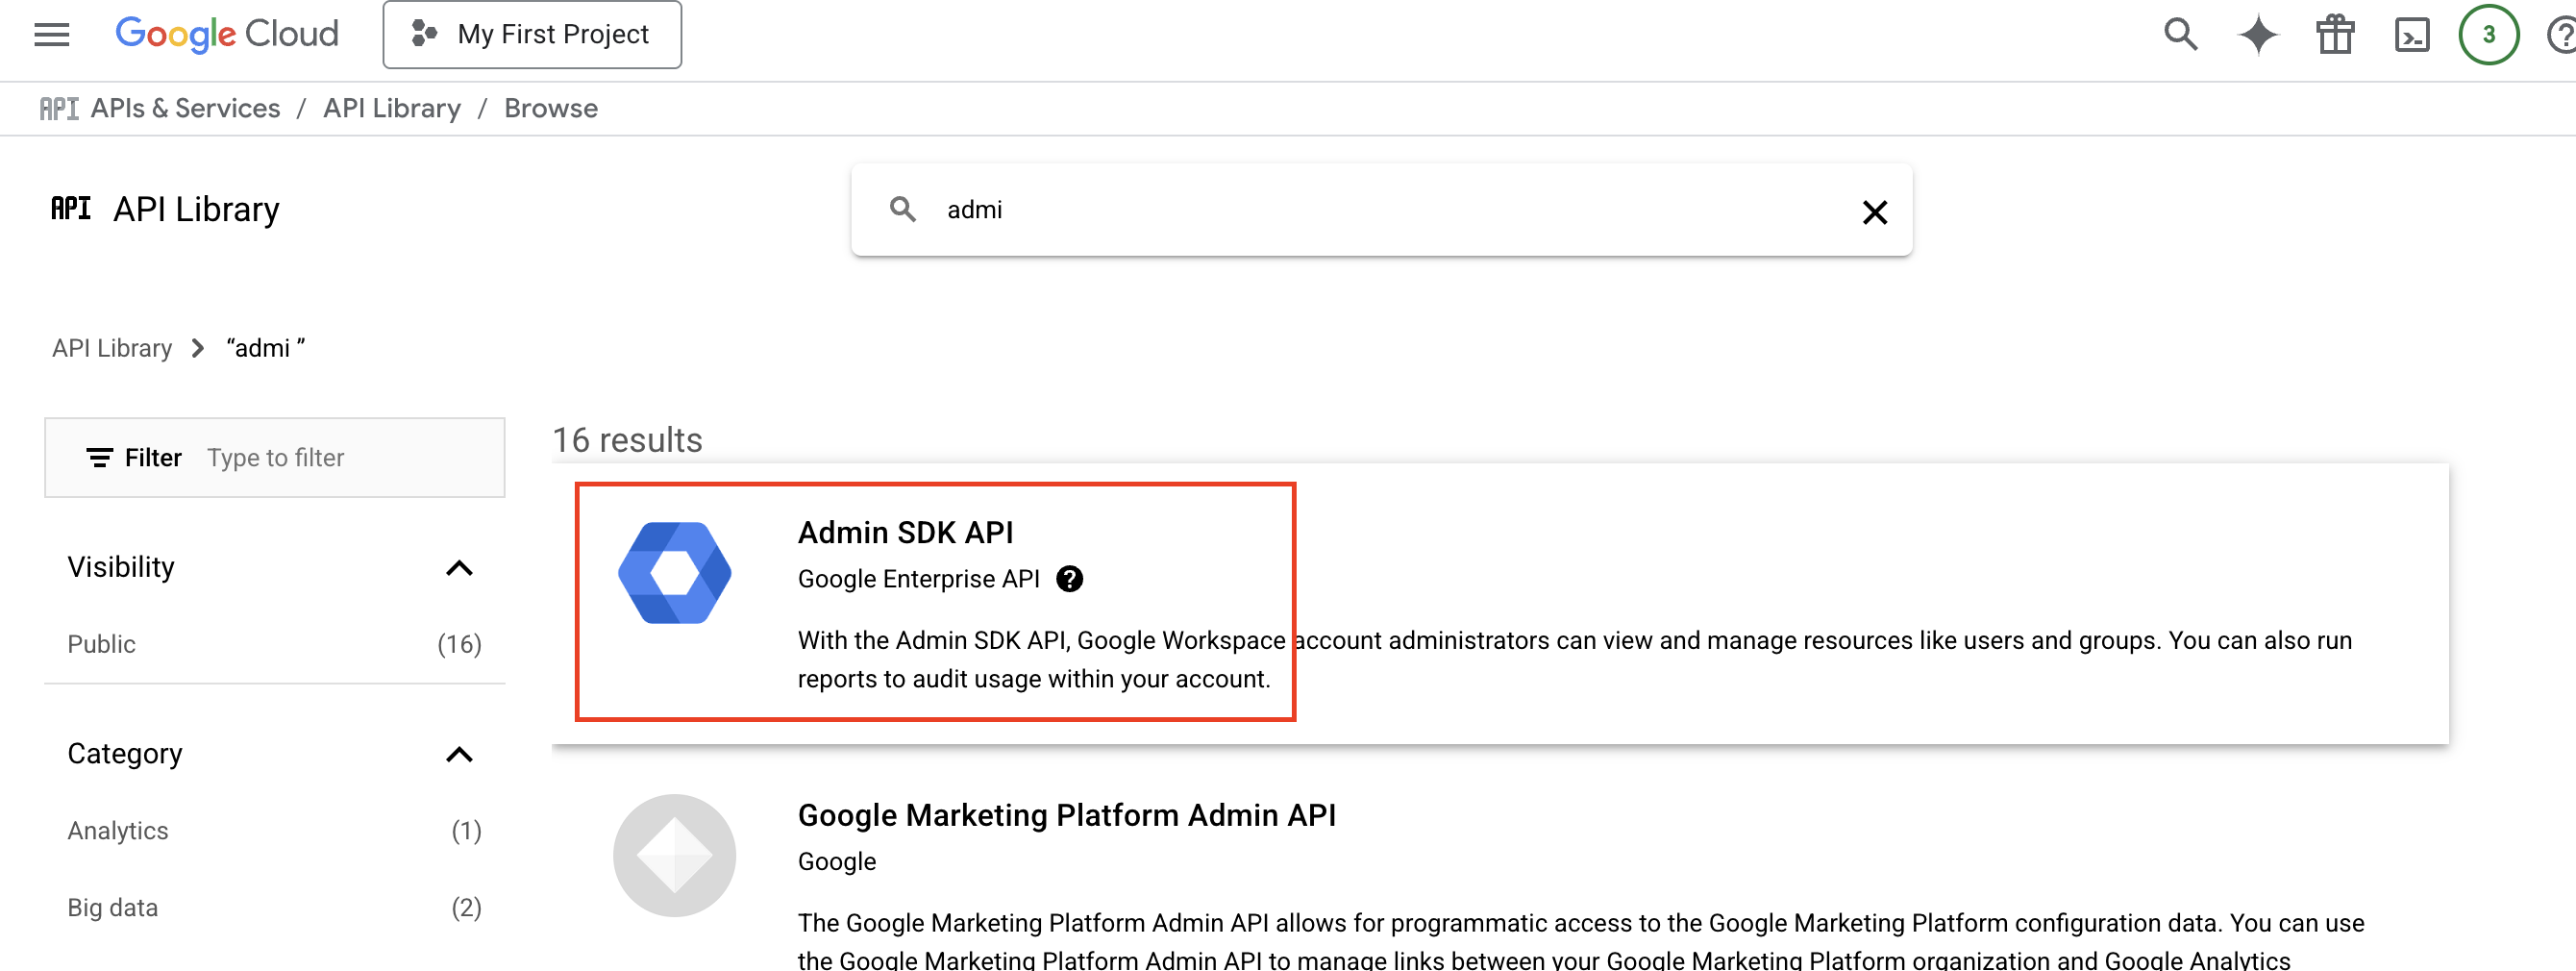 Google Cloud
My First Project
3
API APIs & Services / API Library / Browse
API API Library
admi
API Library > “admi ”
Filter Type to filter
16 results
Visibility
Public (16)
Category
Analytics (1)
Big data (2)
Admin SDK API
Google Enterprise API
With the Admin SDK API, Google Workspace account administrators can view and manage resources like users and groups. You can also run
reports to audit usage within your account.
Google Marketing Platform Admin API
Google
The Google Marketing Platform Admin API allows for programmatic access to the Google Marketing Platform configuration data. You can use
the Google Marketing Platform Admin API to manage links between your Google Marketing Platform organization and Google Analytics